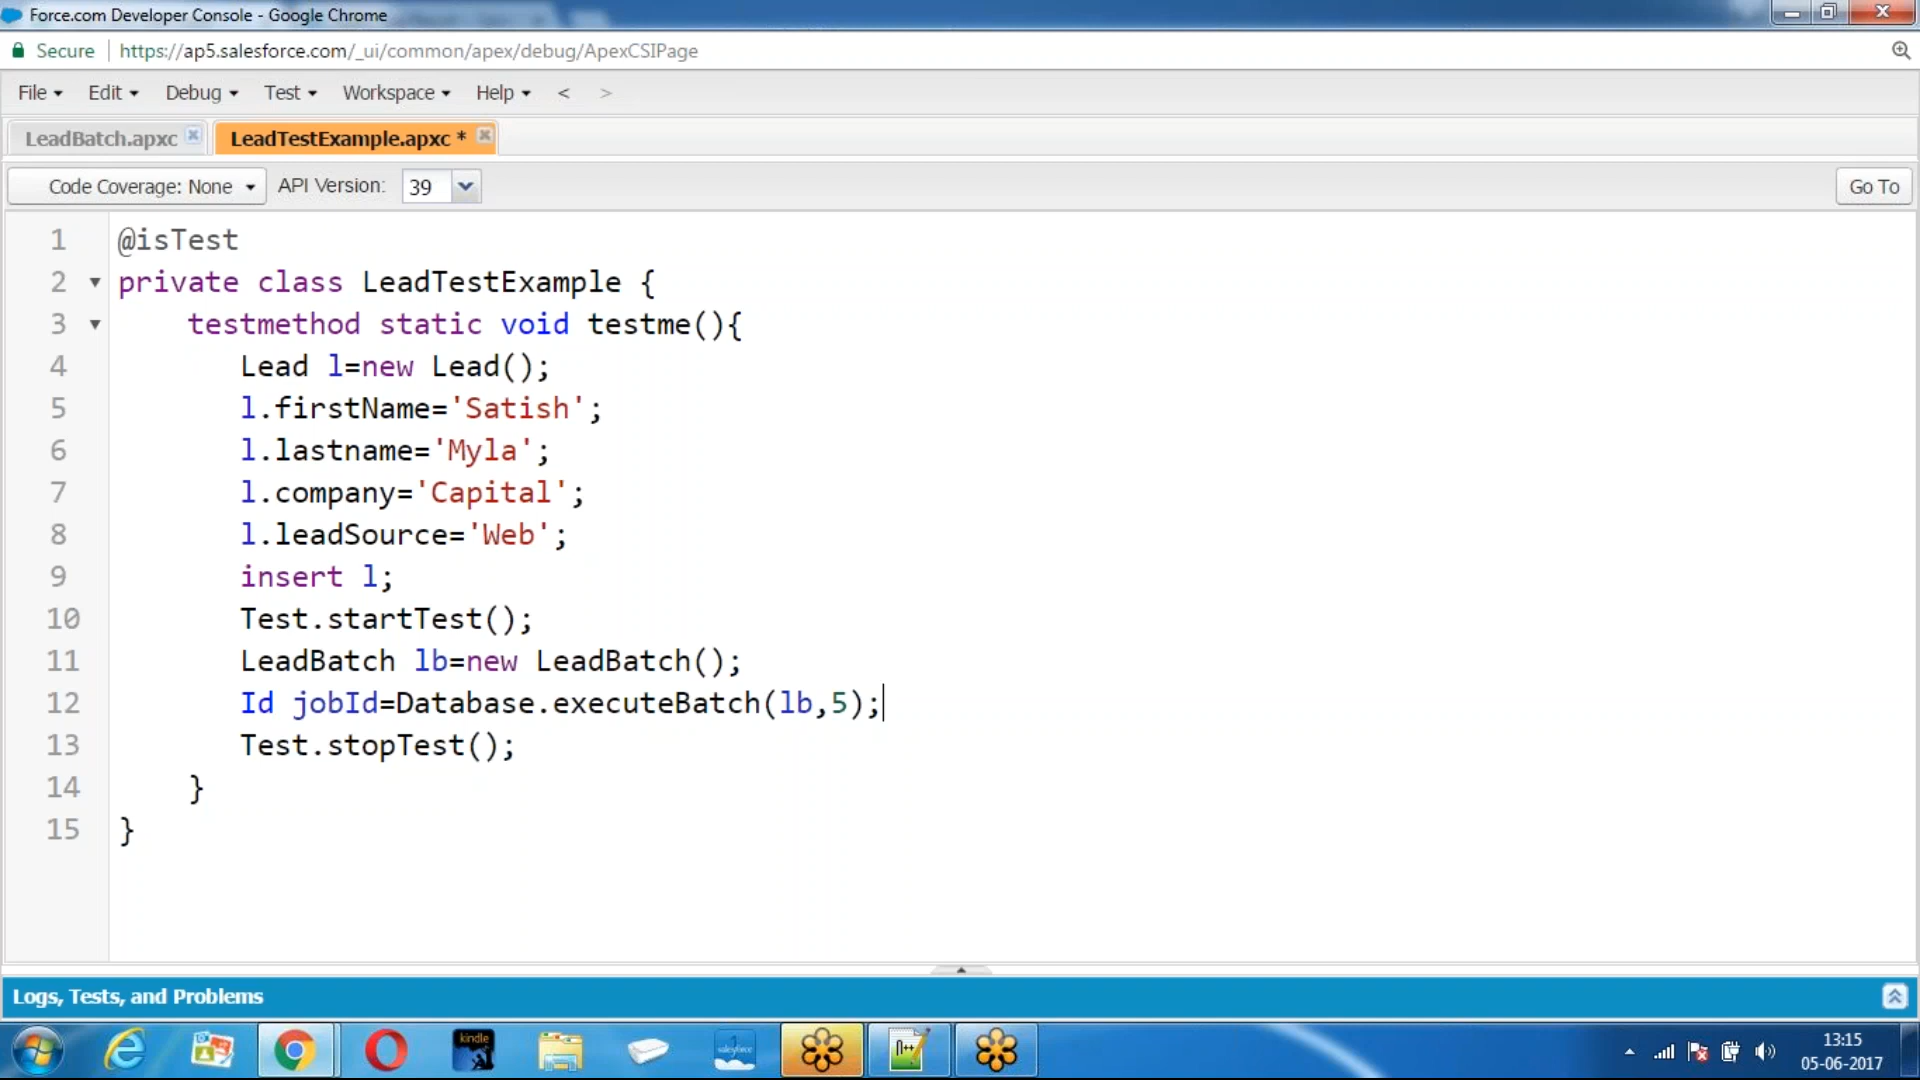 Force.com Developer Console - Google Chrome
Secure https://ap5.salesforce.com/_ui/common/apex/debug/ApexCSIPage
File Edit Debug Test Workspace Help < >
LeadBatch.apxc LeadTestExample.apxc *
Code Coverage: None API Version: 39 Go To
1 @isTest
2 private class LeadTestExample {
3 testmethod static void testme(){
4 Lead l=new Lead();
5 l.firstName='Satish';
6 l.lastname='Myla';
7 l.company='Capital';
8 l.leadSource='Web';
9 insert l;
10 Test.startTest();
11 LeadBatch lb=new LeadBatch();
12 Id jobId=Database.executeBatch(lb,5);
13 Test.stopTest();
14 }
15 }
Logs, Tests, and Problems
kindle
salesforce
n++
13:15
05-06-2017